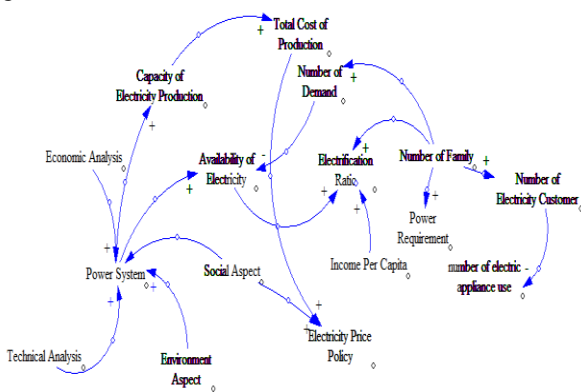 Total Cost of
Production
Number of
Demand
Capacity of
Electricity Production
Economic Analysis
Availability of
Electricity
Electrification
Ratio
Number of Family
Number of
Electricity Customer
Power
Requirement
Power System
Social Aspect
Income Per Capita
number of electric
appliance use
Electricity Price
Policy
Technical Analysis
Environment
Aspect